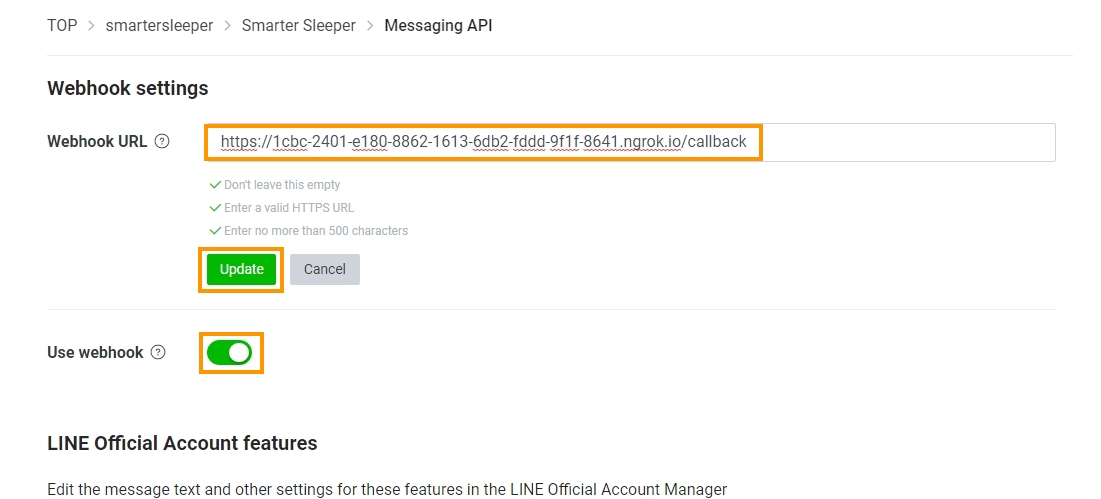 TOP > smartersleeper > Smarter Sleeper > Messaging API
Webhook settings
Webhook URL ?
https://1cbc-2401-e180-8862-1613-6db2-fddd-9f1f-8641.ngrok.io/callback
Don't leave this empty
Enter a valid HTTPS URL
Enter no more than 500 characters
Update Cancel
Use webhook ?
LINE Official Account features
Edit the message text and other settings for these features in the LINE Official Account Manager